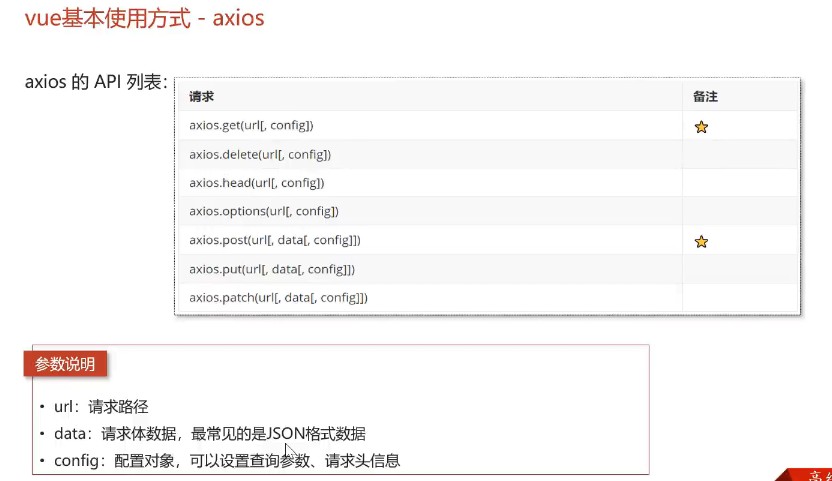 vue基本使用方式 - axios
axios 的 API 列表：
请求 备注
axios.get(url[, config])
axios.delete(url[, config])
axios.head(url[, config])
axios.options(url[, config])
axios.post(url[, data[, config]])
axios.put(url[, data[, config]])
axios.patch(url[, data[, config]])
参数说明
• url：请求路径
• data：请求体数据，最常见的是JSON格式数据
• config：配置对象，可以设置查询参数、请求头信息